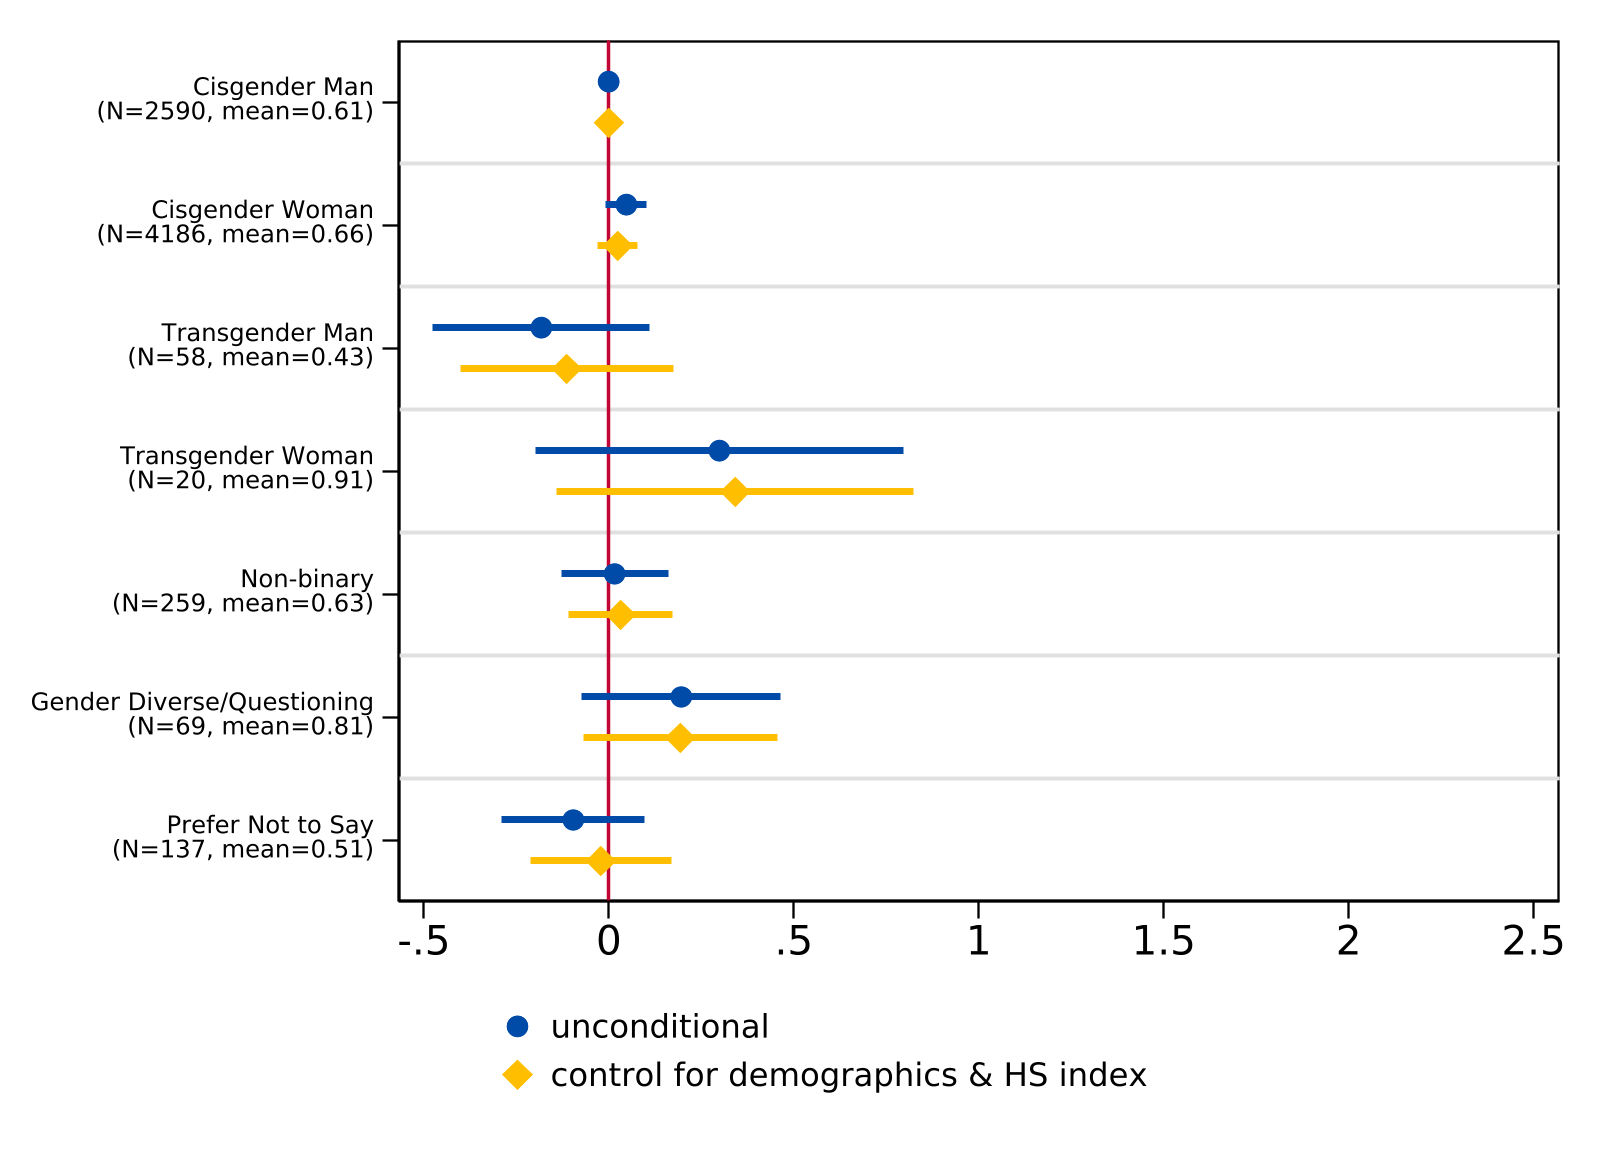 Cisgender Man
(N=2590, mean=0.61)
Cisgender Woman
(N=4186, mean=0.66)
Transgender Man
(N=58, mean=0.43)
Transgender Woman
(N=20, mean=0.91)
Non-binary
(N=259, mean=0.63)
Gender Diverse/Questioning
(N=69, mean=0.81)
Prefer Not to Say
(N=137, mean=0.51)
-.5 0 .5 1 1.5 2 2.5
unconditional
control for demographics & HS index